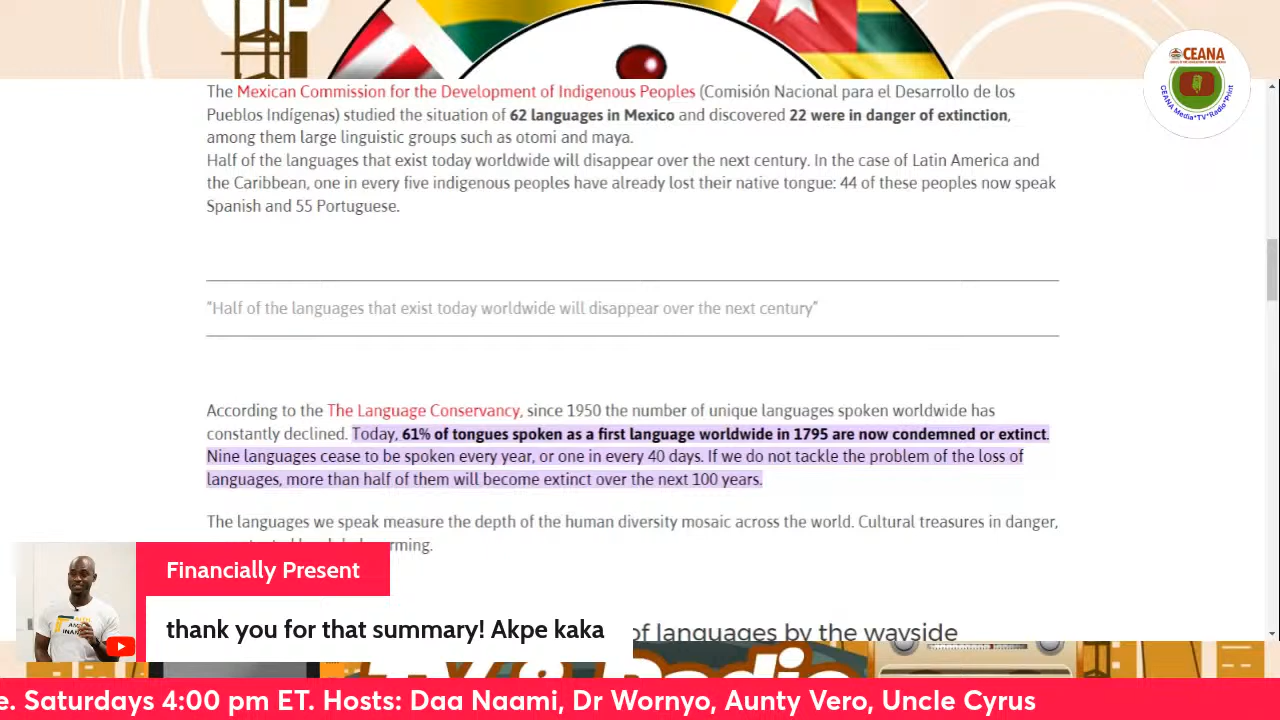 CEANA
CEANA Media*TV*Radio*Print
The Mexican Commission for the Development of Indigenous Peoples (Comisión Nacional para el Desarrollo de los
Pueblos Indígenas) studied the situation of 62 languages in Mexico and discovered 22 were in danger of extinction,
among them large linguistic groups such as otomi and maya.
Half of the languages that exist today worldwide will disappear over the next century. In the case of Latin America and
the Caribbean, one in every five indigenous peoples have already lost their native tongue: 44 of these peoples now speak
Spanish and 55 Portuguese.
"Half of the languages that exist today worldwide will disappear over the next century"
According to the The Language Conservancy, since 1950 the number of unique languages spoken worldwide has
constantly declined. Today, 61% of tongues spoken as a first language worldwide in 1795 are now condemned or extinct.
Nine languages cease to be spoken every year, or one in every 40 days. If we do not tackle the problem of the loss of
languages, more than half of them will become extinct over the next 100 years.
The languages we speak measure the depth of the human diversity mosaic across the world. Cultural treasures in danger,
Financially Present
thank you for that summary! Akpe kaka
of languages by the wayside
TV & Radio
e. Saturdays 4:00 pm ET. Hosts: Daa Naami, Dr Wornyo, Aunty Vero, Uncle Cyrus